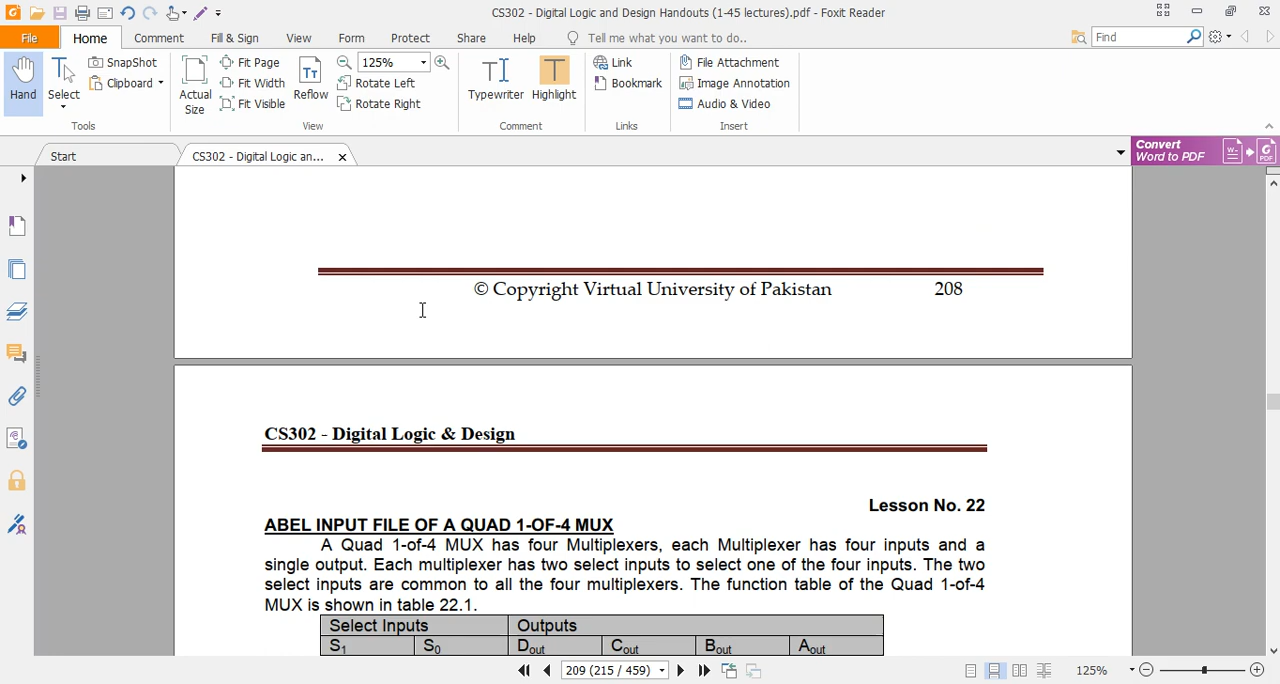 CS302 - Digital Logic and Design Handouts (1-45 lectures).pdf - Foxit Reader
File Home Comment Fill & Sign View Form Protect Share Help Tell me what you want to do.. Find
Hand Select SnapShot Clipboard
Tools
Actual Size Fit Page Fit Width Fit Visible Reflow 125% Rotate Left Rotate Right
View
Typewriter Highlight
Comment
Link Bookmark
Links
File Attachment Image Annotation Audio & Video
Insert
Start CS302 - Digital Logic an...
Convert
Word to PDF
PDF
© Copyright Virtual University of Pakistan 208
CS302 - Digital Logic & Design
Lesson No. 22
ABEL INPUT FILE OF A QUAD 1-OF-4 MUX
A Quad 1-of-4 MUX has four Multiplexers, each Multiplexer has four inputs and a
single output. Each multiplexer has two select inputs to select one of the four inputs. The two
select inputs are common to all the four multiplexers. The function table of the Quad 1-of-4
MUX is shown in table 22.1.
Select Inputs Outputs
S1 S0 Dout Cout Bout Aout
209 (215 / 459) 125%